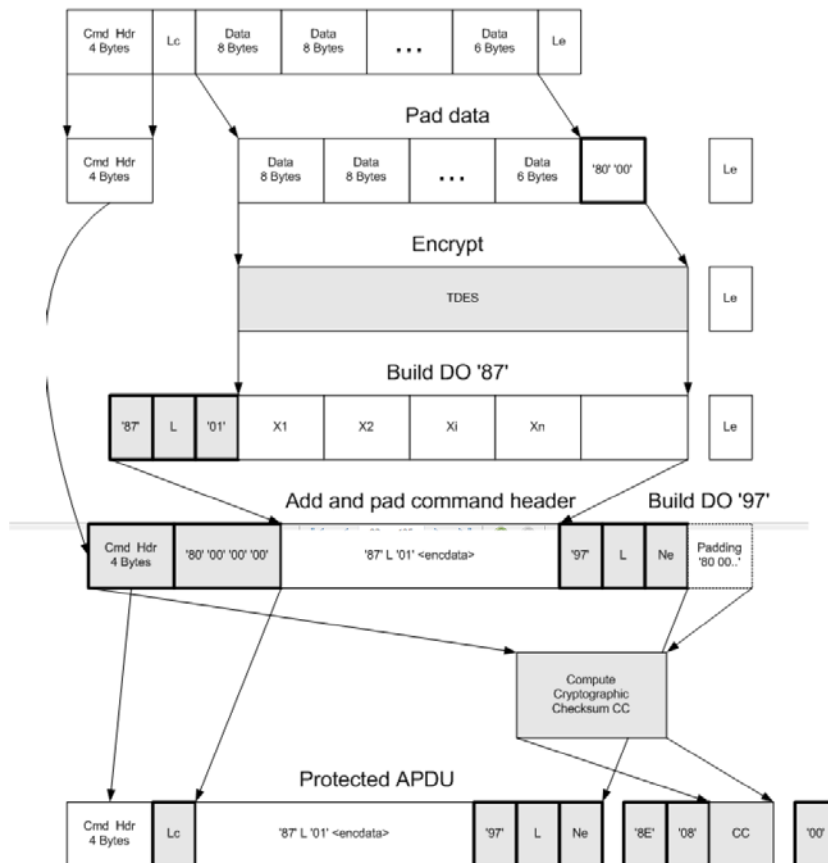 Cmd Hdr
4 Bytes
Lc
Data
8 Bytes
Data
8 Bytes
...
Data
6 Bytes
Le
Pad data
Cmd Hdr
4 Bytes
Data
8 Bytes
Data
8 Bytes
...
Data
6 Bytes
'80' '00'
Le
Encrypt
TDES
Le
Build DO '87'
'87'
L
'01'
X1
X2
Xi
Xn
Le
Add and pad command header
Build DO '97'
Cmd Hdr
4 Bytes
'80' '00' '00' '00'
'87' L '01' <encdata>
'97'
L
Ne
Padding
'80 00..'
Compute
Cryptographic
Checksum CC
Protected APDU
Cmd Hdr
4 Bytes
Lc
'87' L '01' <encdata>
'97'
L
Ne
'8E'
'08'
CC
'00'